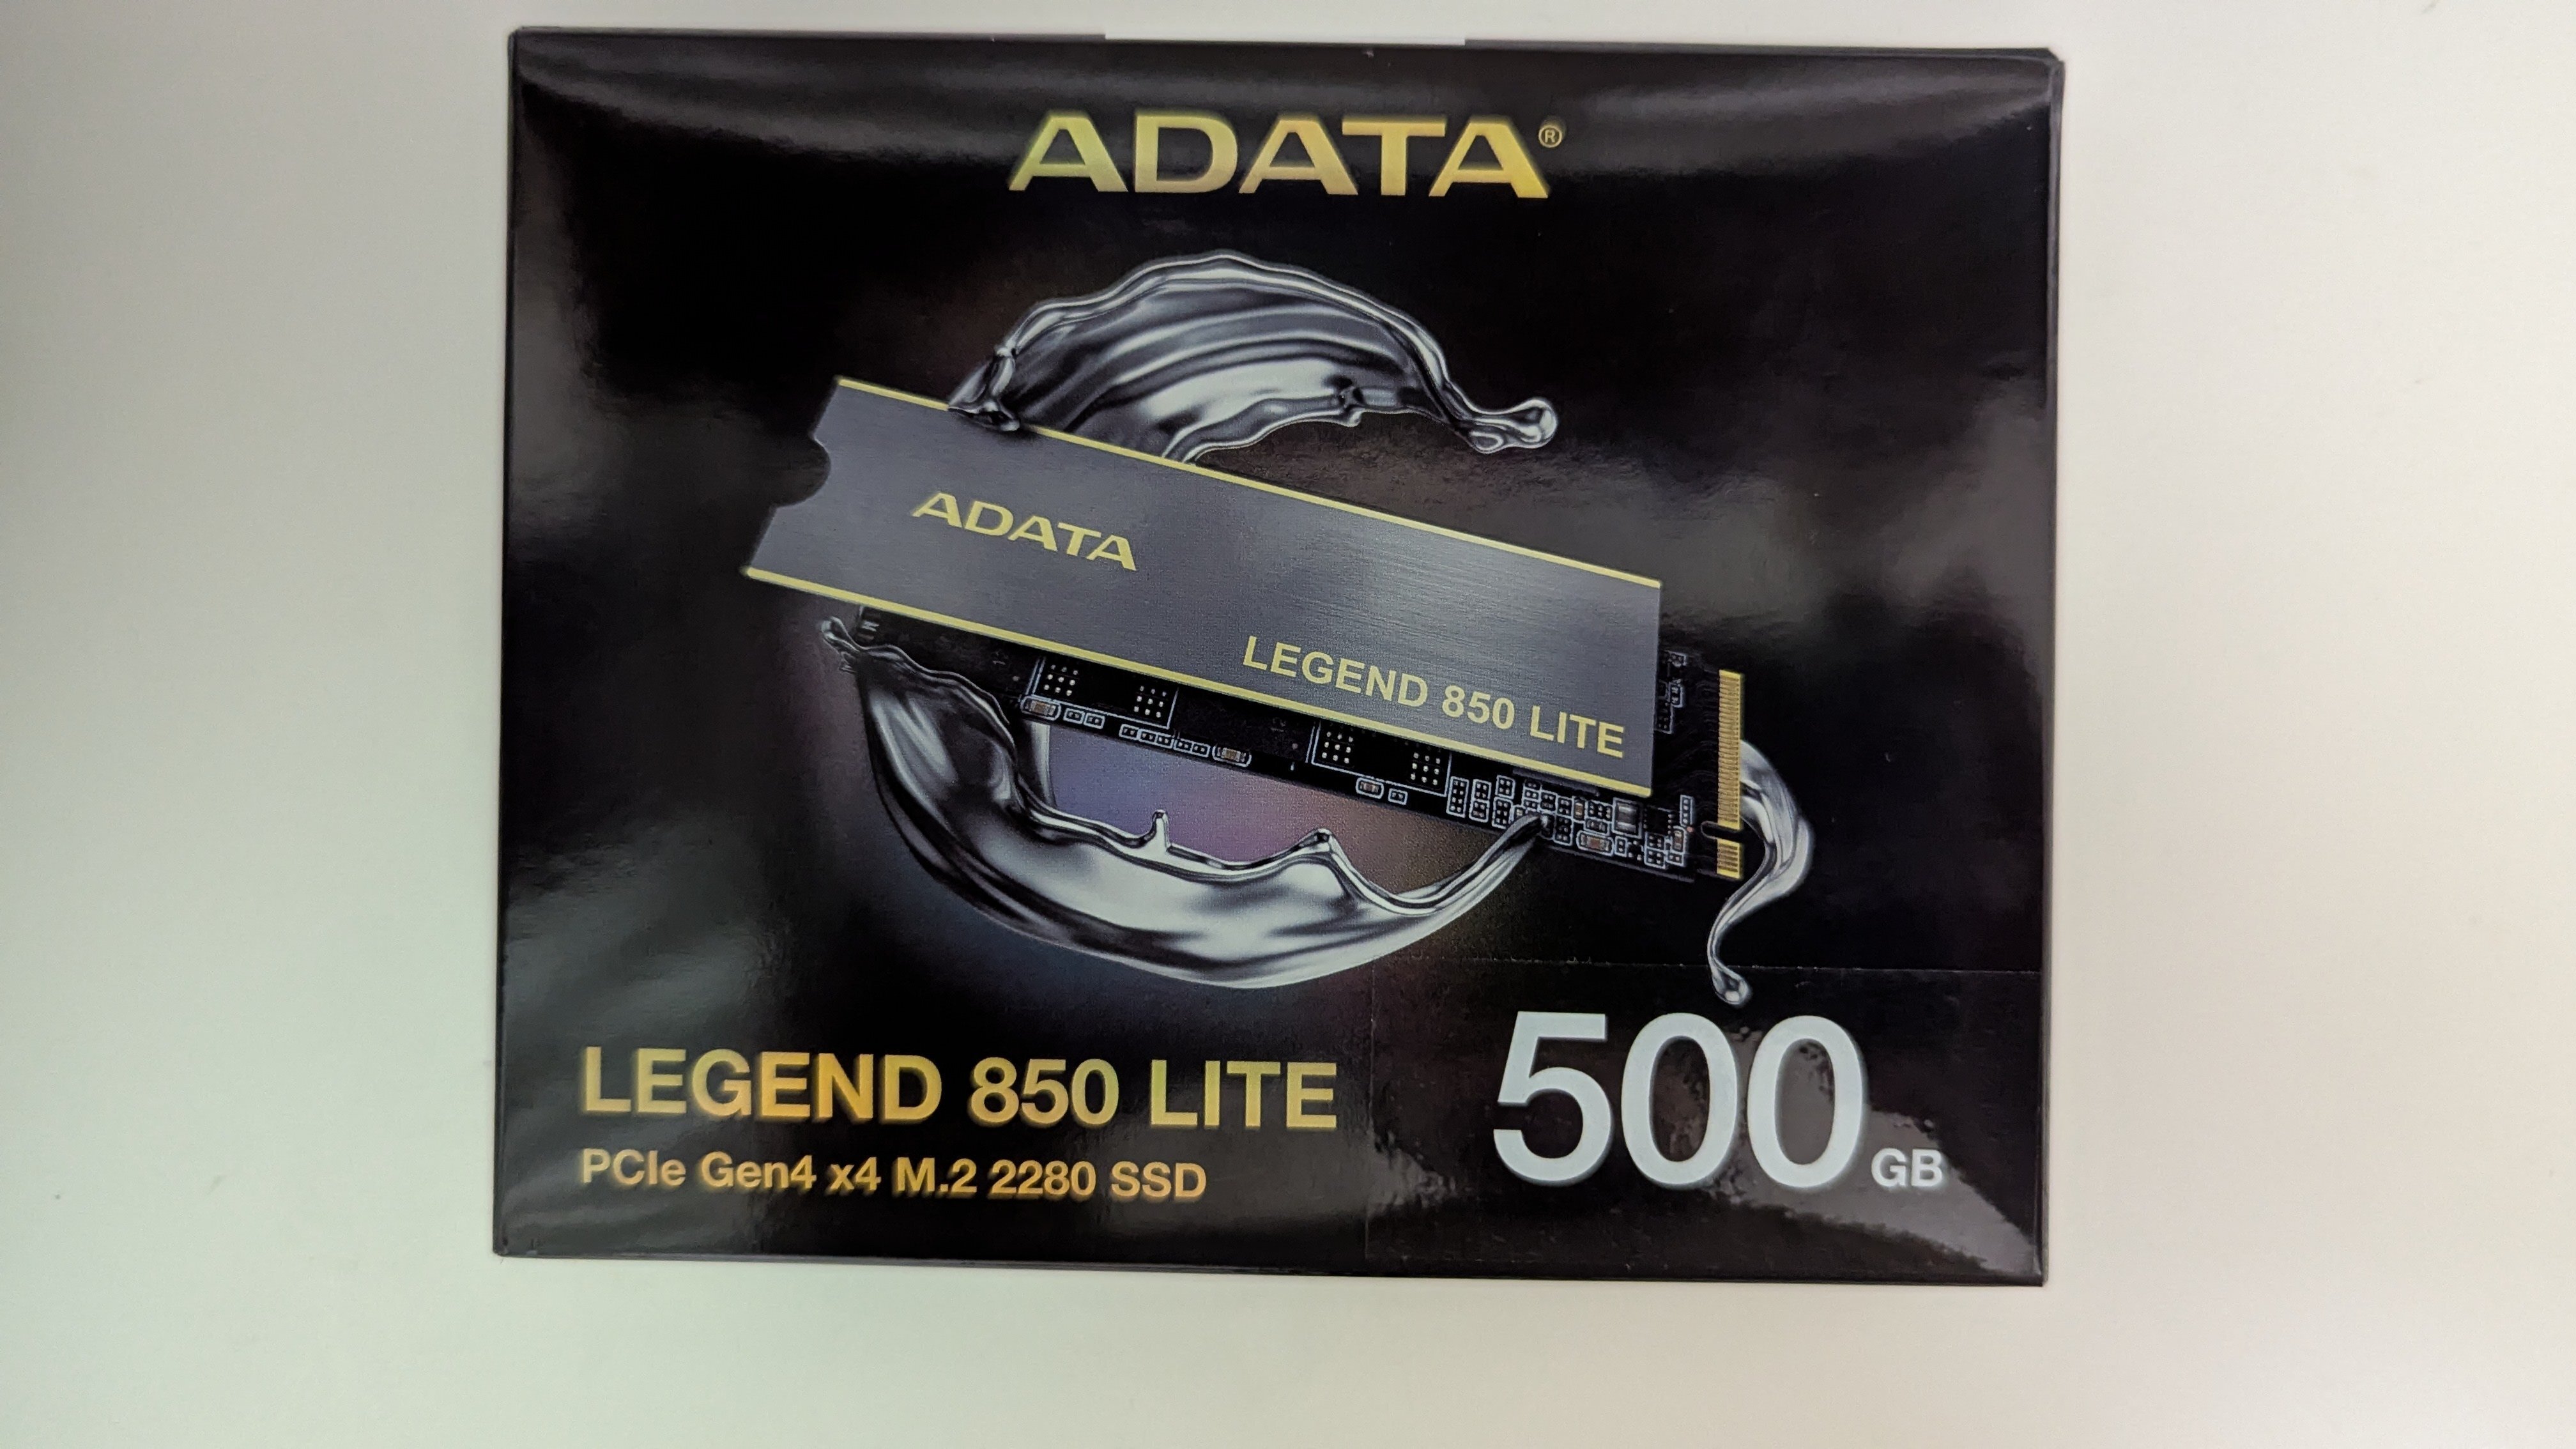 ADATA®
ADATA
LEGEND 850 LITE
LEGEND 850 LITE
PCIe Gen4 x4 M.2 2280 SSD
500 GB